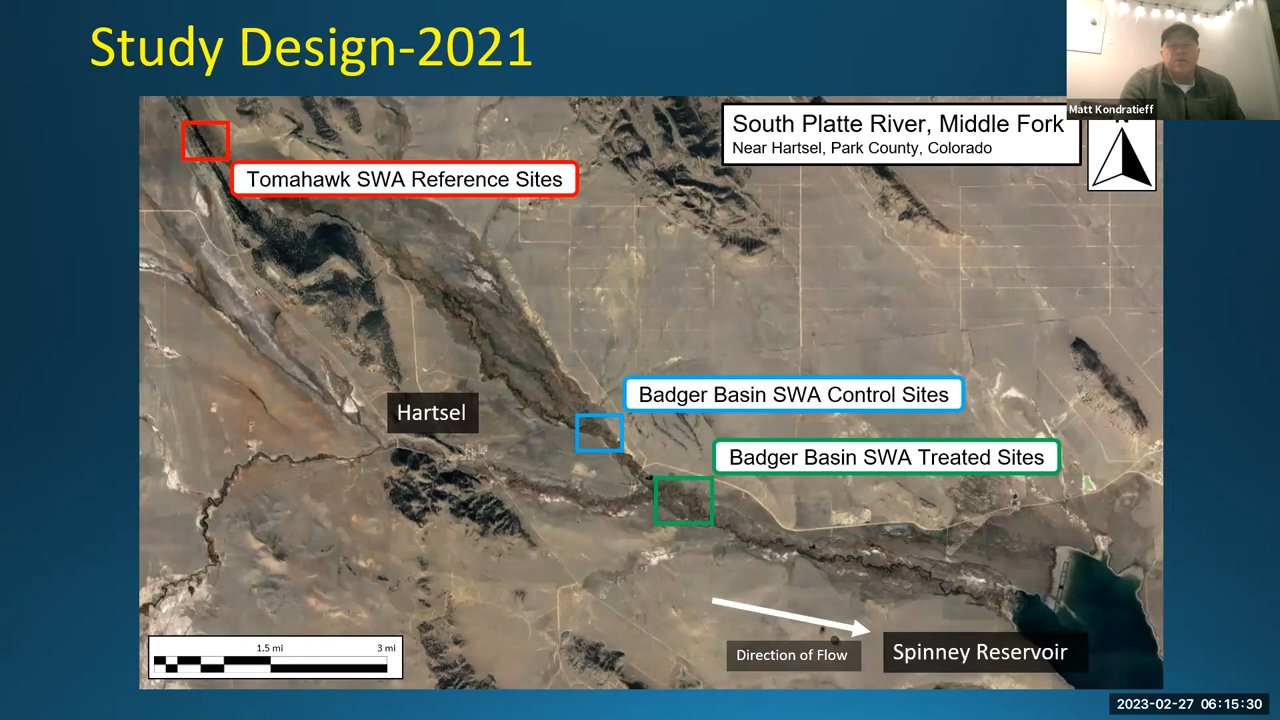 Study Design-2021
Matt Kondratieff
South Platte River, Middle Fork
Near Hartsel, Park County, Colorado
N
Tomahawk SWA Reference Sites
Badger Basin SWA Control Sites
Hartsel
Badger Basin SWA Treated Sites
1.5 mi
3 mi
Direction of Flow
Spinney Reservoir
2023-02-27 06:15:30